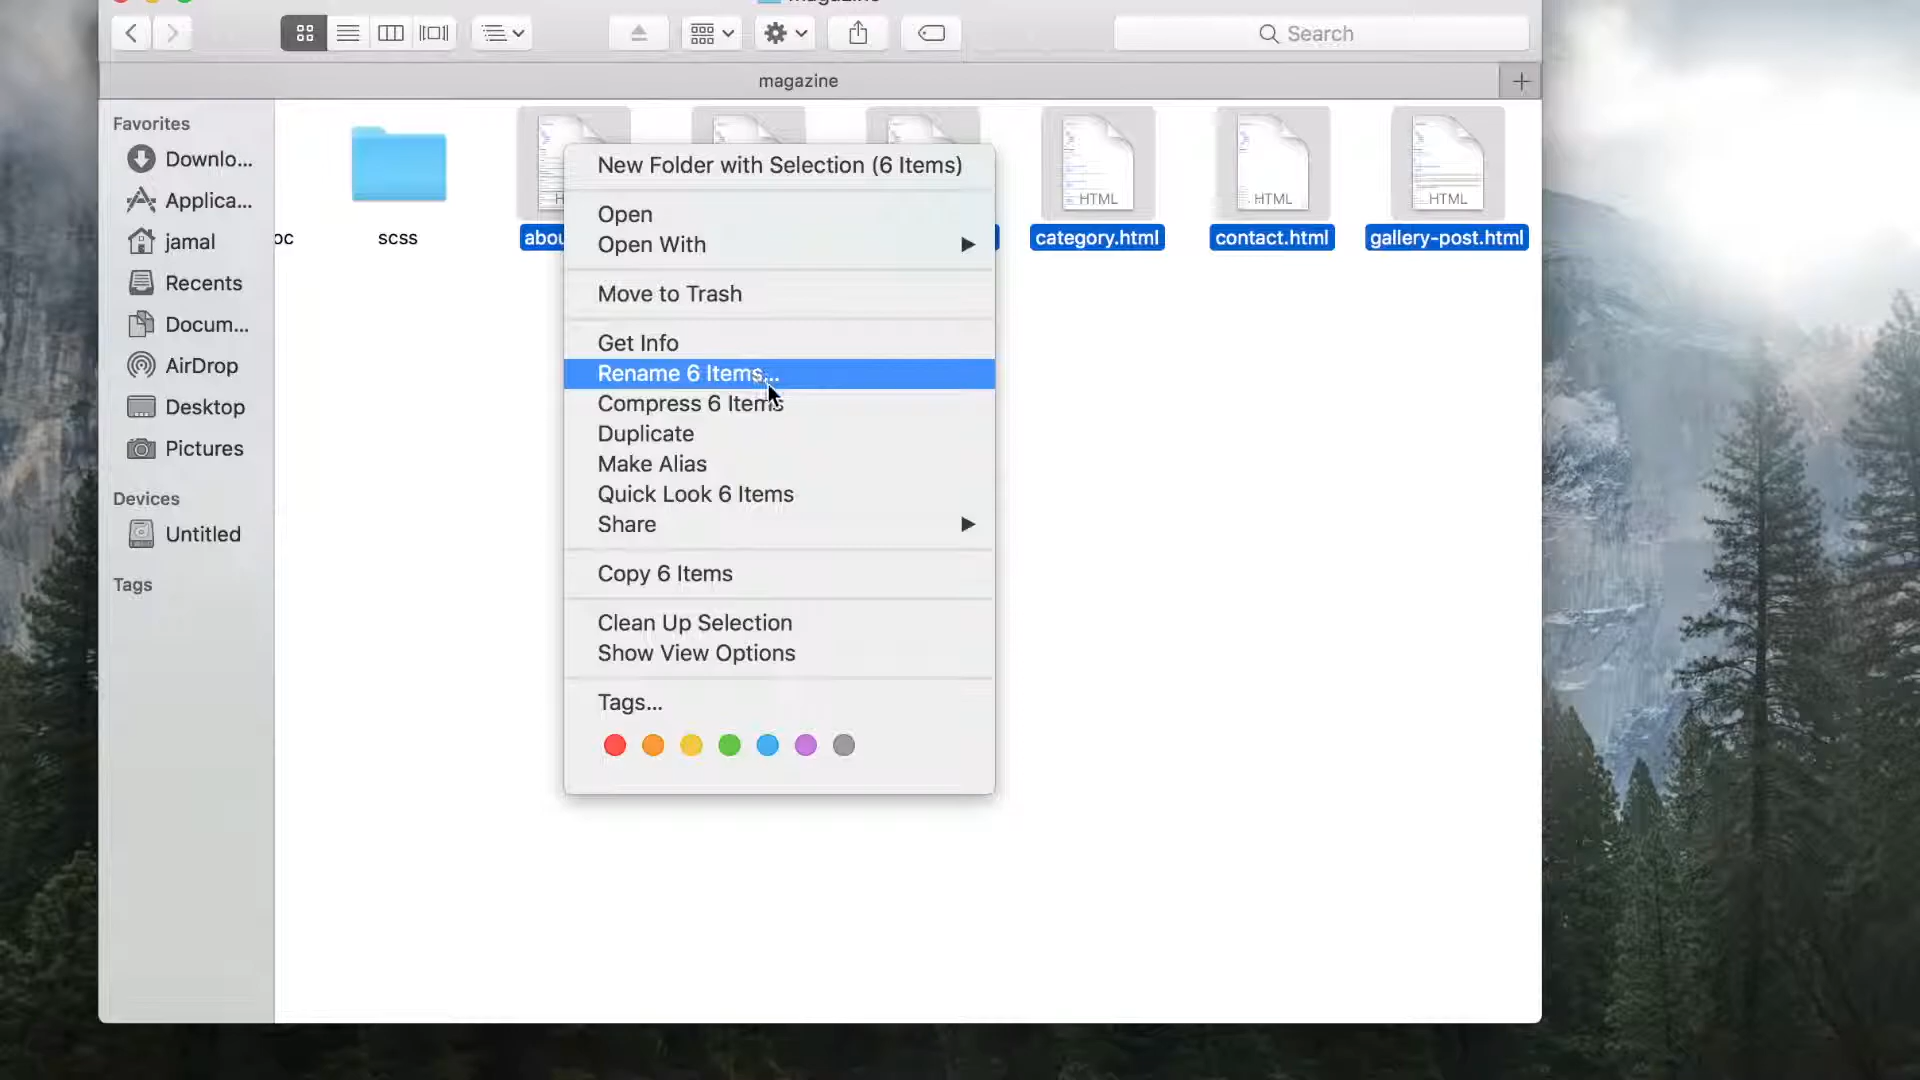 Search
magazine
Favorites
Downlo...
Applica...
jamal
Recents
Docum...
AirDrop
Desktop
Pictures
Devices
Untitled
Tags
oc
scss
abou
category.html
contact.html
gallery-post.html
HTML
HTML
HTML
New Folder with Selection (6 Items)
Open
Open With
Move to Trash
Get Info
Rename 6 Items...
Compress 6 Items
Duplicate
Make Alias
Quick Look 6 Items
Share
Copy 6 Items
Clean Up Selection
Show View Options
Tags...